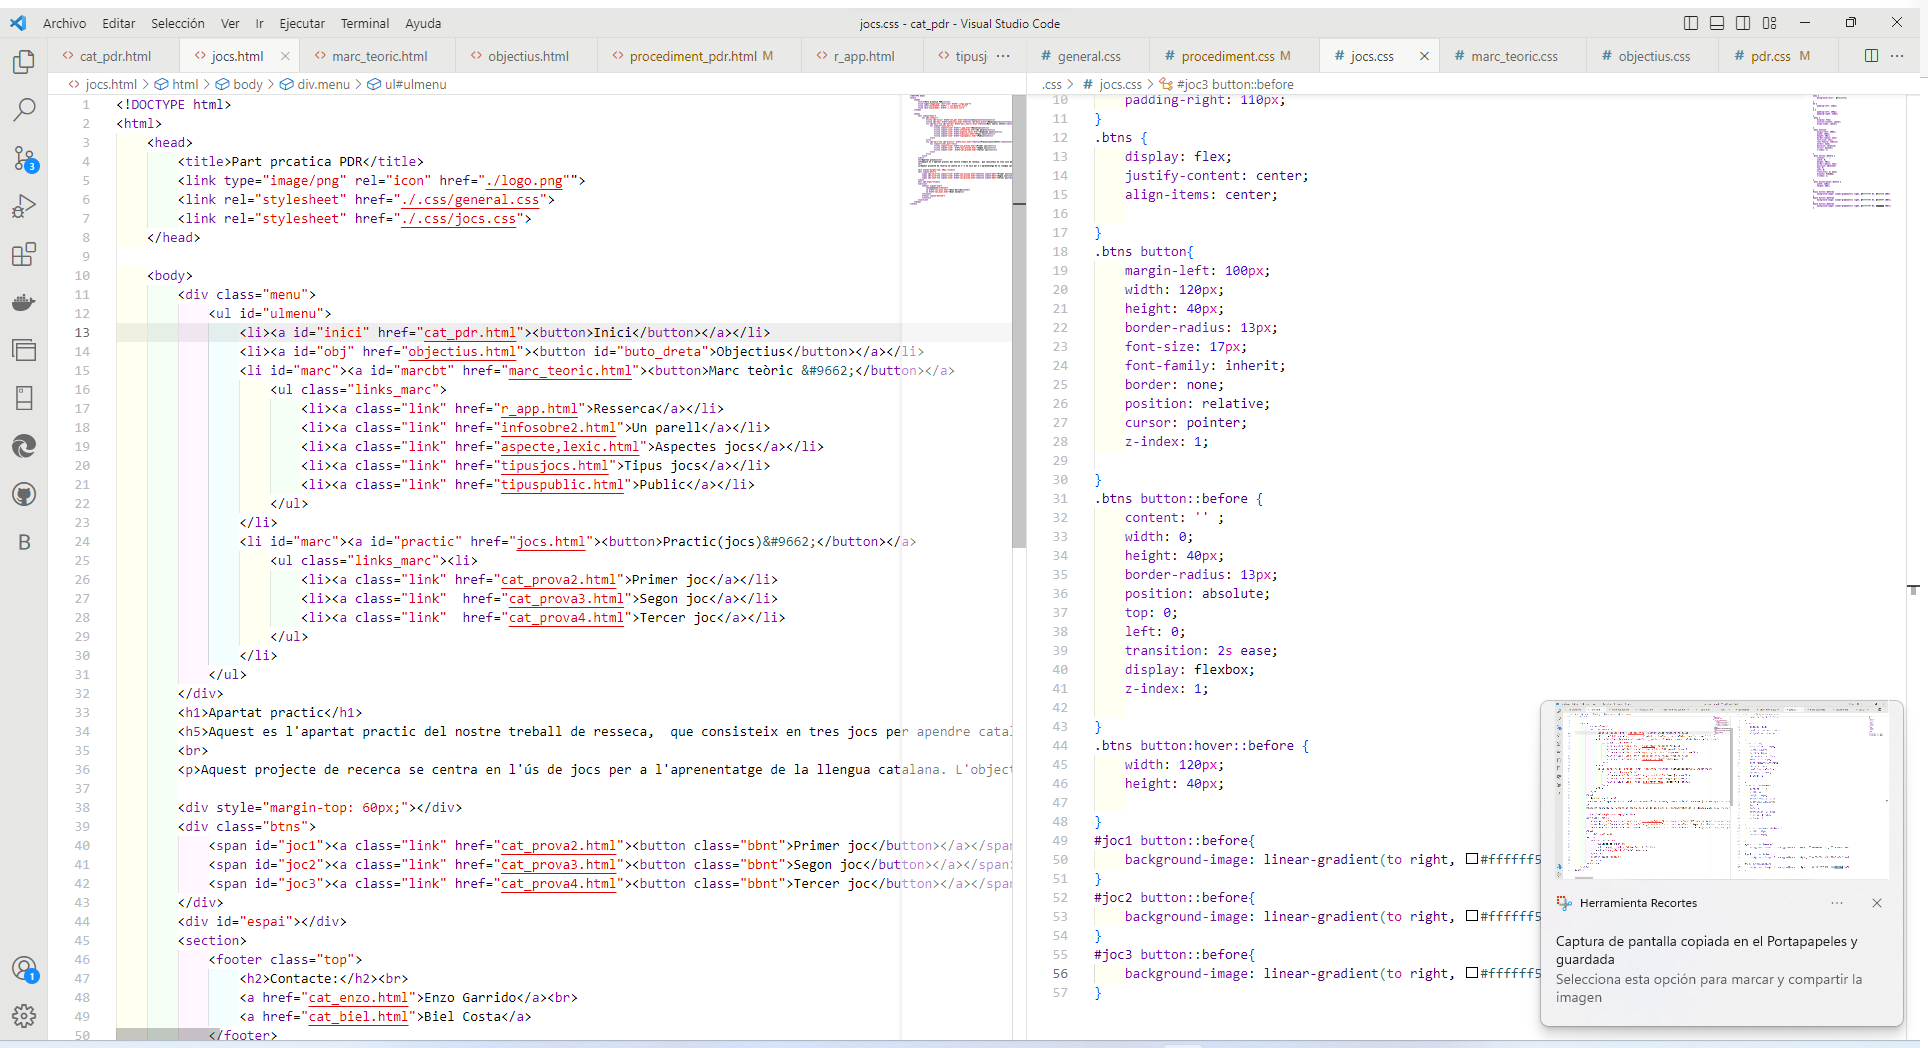 Archivo Editar Selección Ver Ir Ejecutar Terminal Ayuda
jocs.css - cat_pdr - Visual Studio Code
cat_pdr.html jocs.html marc_teoric.html objectius.html procediment_pdr.html M r_app.html tipusj ···
jocs.html > html > body > div.menu > ul#ulmenu
1 <!DOCTYPE html>
2 <html>
3 <head>
4 <title>Part prcatica PDR</title>
5 <link type="image/png" rel="icon" href="./logo.png"">
6 <link rel="stylesheet" href="./.css/general.css">
7 <link rel="stylesheet" href="./.css/jocs.css">
8 </head>
9
10 <body>
11 <div class="menu">
12 <ul id="ulmenu">
13 <li><a id="inici" href="cat_pdr.html"><button>Inici</button></a></li>
14 <li><a id="obj" href="objectius.html"><button id="buto_dreta">Objectius</button></a></li>
15 <li id="marc"><a id="marcbt" href="marc_teoric.html"><button>Marc teòric &#9662;</button></a>
16 <ul class="links_marc">
17 <li><a class="link" href="r_app.html">Resserca</a></li>
18 <li><a class="link" href="infosobre2.html">Un parell</a></li>
19 <li><a class="link" href="aspecte,lexic.html">Aspectes jocs</a></li>
20 <li><a class="link" href="tipusjocs.html">Tipus jocs</a></li>
21 <li><a class="link" href="tipuspublic.html">Public</a></li>
22 </ul>
23 </li>
24 <li id="marc"><a id="practic" href="jocs.html"><button>Practic(jocs)&#9662;</button></a>
25 <ul class="links_marc"><li>
26 <li><a class="link" href="cat_prova2.html">Primer joc</a></li>
27 <li><a class="link"  href="cat_prova3.html">Segon joc</a></li>
28 <li><a class="link"  href="cat_prova4.html">Tercer joc</a></li>
29 </ul>
30 </li>
31 </ul>
32 </div>
33 <h1>Apartat practic</h1>
34 <h5>Aquest es l'apartat practic del nostre treball de resseca,  que consisteix en tres jocs per apendre catal
35 <br>
36 <p>Aquest projecte de recerca se centra en l'ús de jocs per a l'aprenentatge de la llengua catalana. L'object
37
38 <div style="margin-top: 60px;"></div>
39 <div class="btns">
40 <span id="joc1"><a class="link" href="cat_prova2.html"><button class="bbnt">Primer joc</button></a></span
41 <span id="joc2"><a class="link" href="cat_prova3.html"><button class="bbnt">Segon joc</button></a></span>
42 <span id="joc3"><a class="link" href="cat_prova4.html"><button class="bbnt">Tercer joc</button></a></span
43 </div>
44 <div id="espai"></div>
45 <section>
46 <footer class="top">
47 <h2>Contacte:</h2><br>
48 <a href="cat_enzo.html">Enzo Garrido</a><br>
49 <a href="cat_biel.html">Biel Costa</a>
50 </footer>
general.css procediment.css M jocs.css marc_teoric.css objectius.css pdr.css M ···
.css > jocs.css > #joc3 button::before
10 padding-right: 110px;
11 }
12 .btns {
13 display: flex;
14 justify-content: center;
15 align-items: center;
16
17 }
18 .btns button{
19 margin-left: 100px;
20 width: 120px;
21 height: 40px;
22 border-radius: 13px;
23 font-size: 17px;
24 font-family: inherit;
25 border: none;
26 position: relative;
27 cursor: pointer;
28 z-index: 1;
29
30 }
31 .btns button::before {
32 content: '' ;
33 width: 0;
34 height: 40px;
35 border-radius: 13px;
36 position: absolute;
37 top: 0;
38 left: 0;
39 transition: 2s ease;
40 display: flexbox;
41 z-index: 1;
42
43 }
44 .btns button:hover::before {
45 width: 120px;
46 height: 40px;
47
48 }
49 #joc1 button::before{
50 background-image: linear-gradient(to right, #ffffff5
51 }
52 #joc2 button::before{
53 background-image: linear-gradient(to right, #ffffff5
54 }
55 #joc3 button::before{
56 background-image: linear-gradient(to right, #ffffff5
57 }
3
B
1
Herramienta Recortes ···
Captura de pantalla copiada en el Portapapeles y
guardada
Selecciona esta opción para marcar y compartir la
imagen